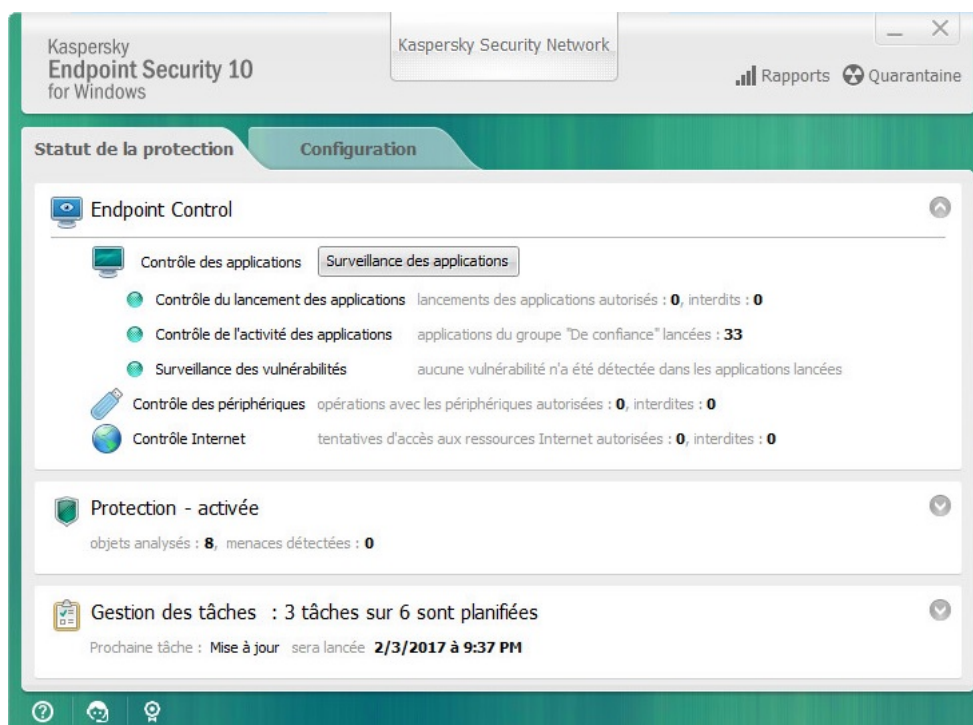 Kaspersky
Endpoint Security 10
for Windows
Kaspersky Security Network
Rapports Quarantaine
Statut de la protection Configuration
Endpoint Control
Contrôle des applications Surveillance des applications
Contrôle du lancement des applications lancements des applications autorisés : 0, interdits : 0
Contrôle de l'activité des applications applications du groupe "De confiance" lancées : 33
Surveillance des vulnérabilités aucune vulnérabilité n'a été détectée dans les applications lancées
Contrôle des périphériques opérations avec les périphériques autorisées : 0, interdites : 0
Contrôle Internet tentatives d'accès aux ressources Internet autorisées : 0, interdites : 0
Protection - activée
objets analysés : 8, menaces détectées : 0
Gestion des tâches : 3 tâches sur 6 sont planifiées
Prochaine tâche : Mise à jour sera lancée 2/3/2017 à 9:37 PM